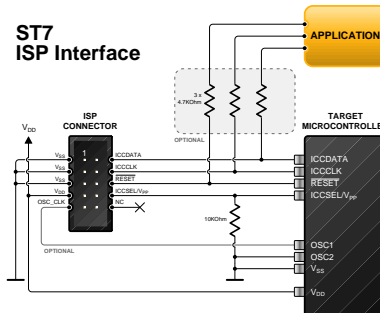 ST7
ISP Interface
APPLICATION
3 x
4.7KOhm
OPTIONAL
ISP
CONNECTOR
TARGET
MICROCONTROLLE
VDD
VSS
1
ICCDATA
VSS
ICCCLK
VSS
RESET
VDD
ICCSEL/VPP
OSC_CLK
NC
ICCDATA
ICCCLK
RESET
ICCSEL/VPP
10KOhm
OPTIONAL
OSC1
OSC2
VSS
VDD